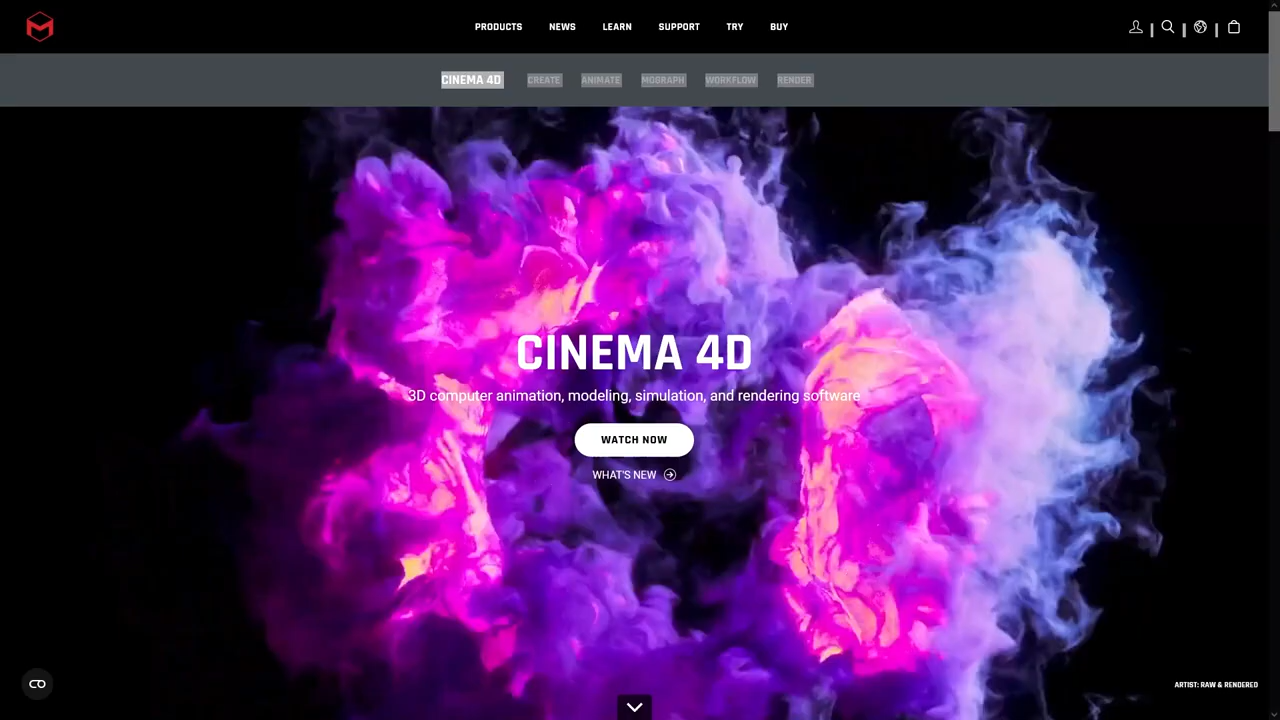 PRODUCTS NEWS LEARN SUPPORT TRY BUY
CINEMA 4D CREATE ANIMATE MOGRAPH WORKFLOW RENDER
CINEMA 4D
3D computer animation, modeling, simulation, and rendering software
WATCH NOW
WHAT'S NEW
ARTIST: RAW & RENDERED